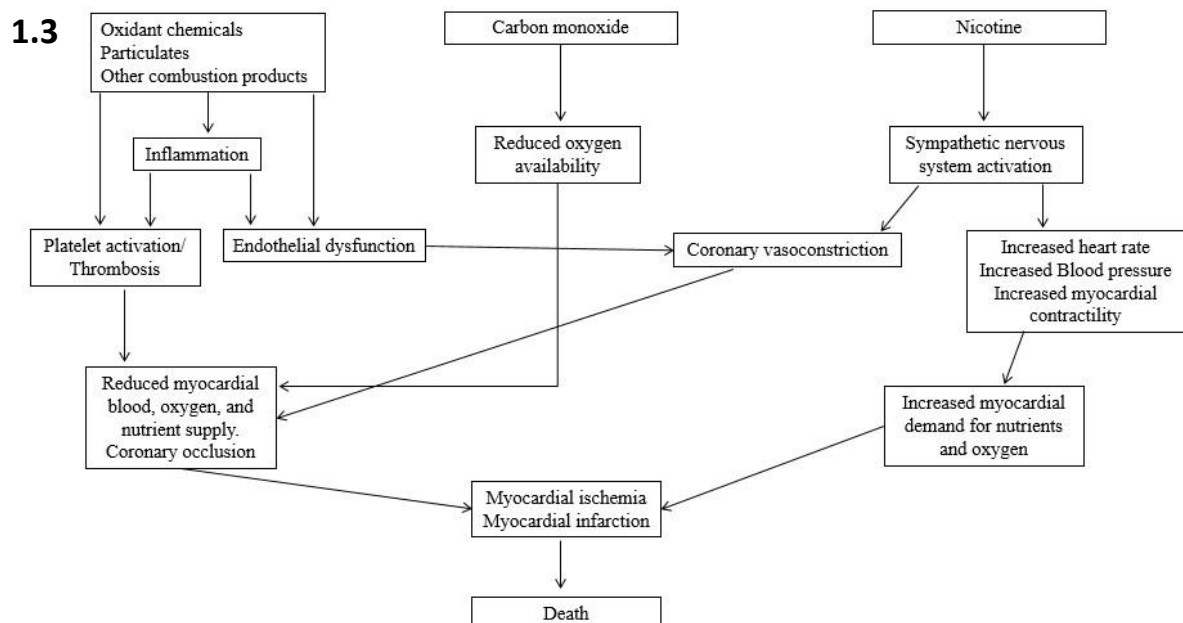 1.3
Oxidant chemicals
Particulates
Other combustion products
Carbon monoxide
Nicotine
Inflammation
Reduced oxygen
availability
Sympathetic nervous
system activation
Platelet activation/
Thrombosis
Endothelial dysfunction
Coronary vasoconstriction
Increased heart rate
Increased Blood pressure
Increased myocardial
contractility
Reduced myocardial
blood, oxygen, and
nutrient supply.
Coronary occlusion
Increased myocardial
demand for nutrients
and oxygen
Myocardial ischemia
Myocardial infarction
Death